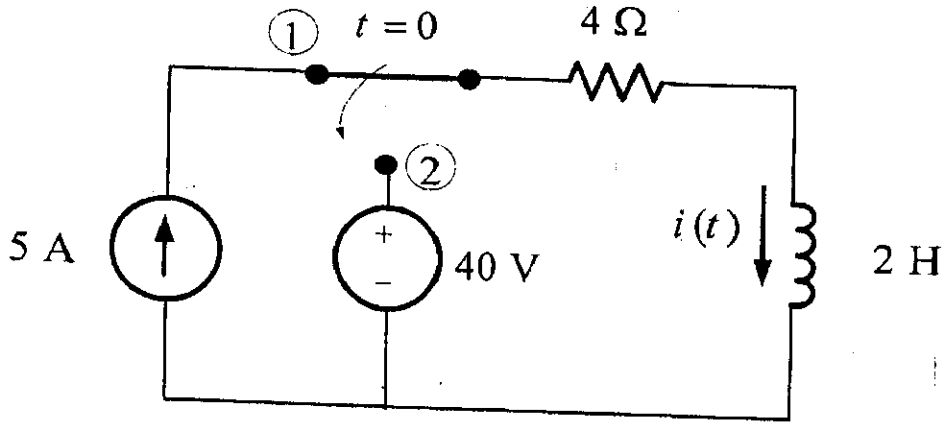 ① t = 0
4 Ω
②
5 A
+
−
40 V
i (t)
2 H